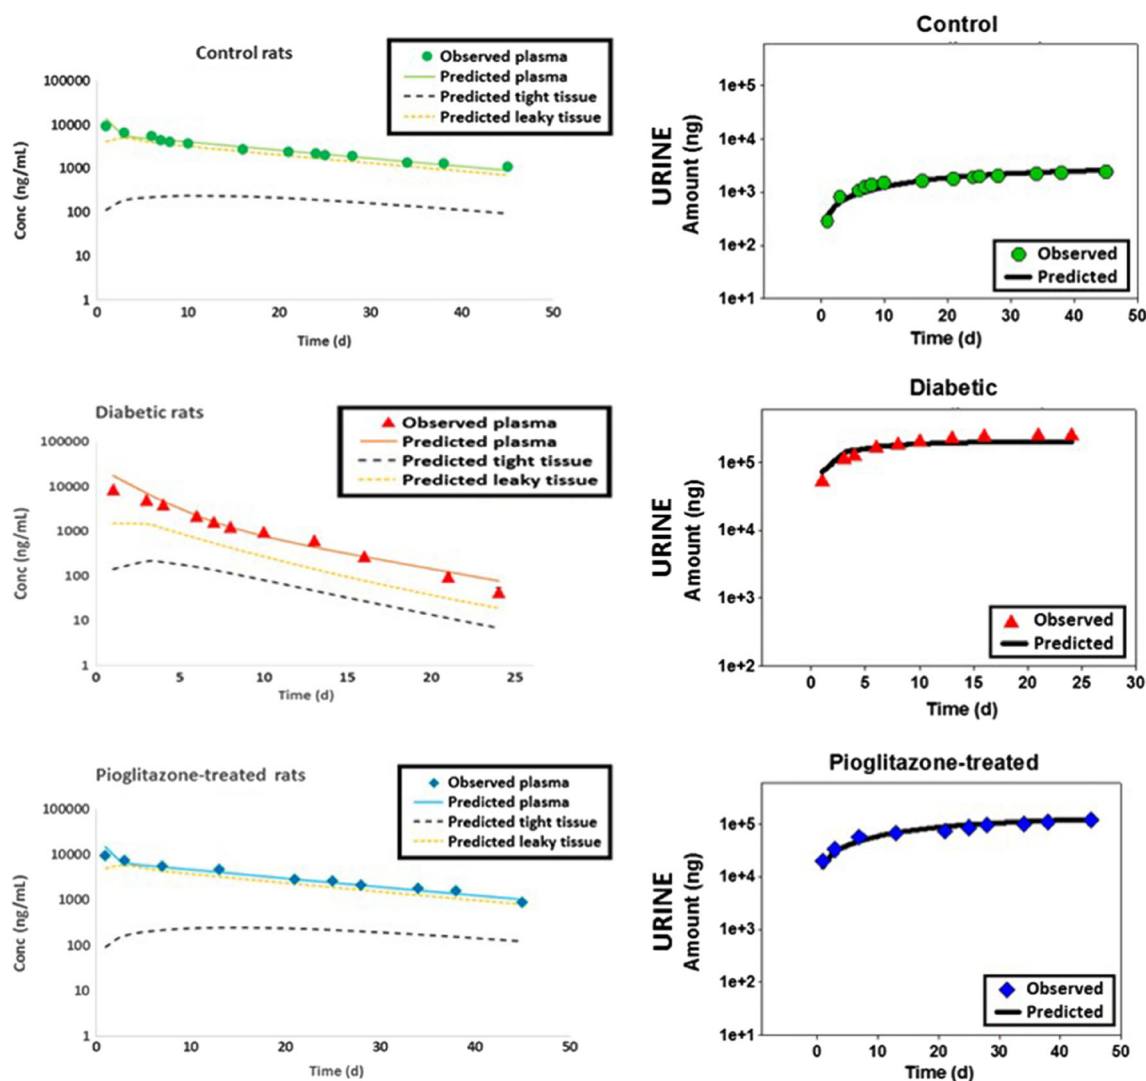 Control rats
Observed plasma
Predicted plasma
Predicted tight tissue
Predicted leaky tissue
Conc (ng/mL)
100000
10000
1000
100
10
1
0
10
20
30
40
50
Time (d)
Control
URINE
Amount (ng)
1e+5
1e+4
1e+3
1e+2
1e+1
Observed
Predicted
0
10
20
30
40
50
Time (d)
Diabetic rats
Observed plasma
Predicted plasma
Predicted tight tissue
Predicted leaky tissue
Conc (ng/mL)
100000
10000
1000
100
10
1
0
5
10
15
20
25
Time (d)
Diabetic
URINE
Amount (ng)
1e+5
1e+4
1e+3
1e+2
Observed
Predicted
0
5
10
15
20
25
30
Time (d)
Pioglitazone-treated rats
Observed plasma
Predicted plasma
Predicted tight tissue
Predicted leaky tissue
Conc (ng/mL)
100000
10000
1000
100
10
1
0
10
20
30
40
50
Time (d)
Pioglitazone-treated
URINE
Amount (ng)
1e+5
1e+4
1e+3
1e+2
1e+1
Observed
Predicted
0
10
20
30
40
50
Time (d)